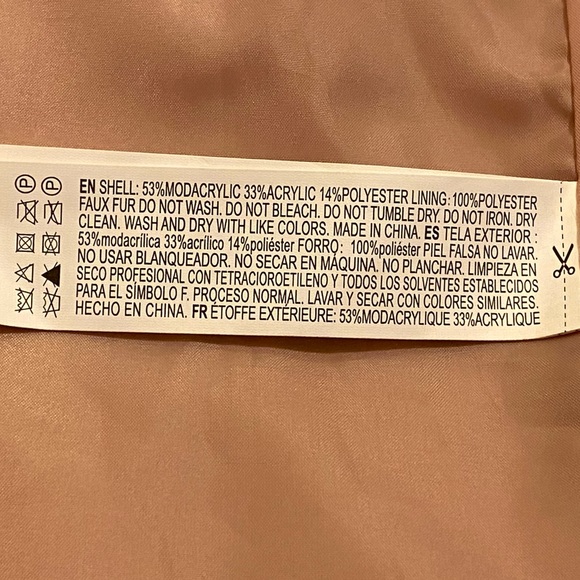 EN SHELL: 53%MODACRYLIC 33%ACRYLIC 14%POLYESTER LINING: 100%POLYESTER
FAUX FUR DO NOT WASH. DO NOT BLEACH. DO NOT TUMBLE DRY. DO NOT IRON. DRY
CLEAN. WASH AND DRY WITH LIKE COLORS. MADE IN CHINA. ES TELA EXTERIOR :
53%modacrílica 33%acrílico 14%poliéster FORRO: 100%poliéster PIEL FALSA NO LAVAR.
NO USAR BLANQUEADOR. NO SECAR EN MÁQUINA. NO PLANCHAR. LIMPIEZA EN
SECO PROFESIONAL CON TETRACIOROETILENO Y TODOS LOS SOLVENTES ESTABLECIDOS
PARA EL SÍMBOLO F. PROCESO NORMAL. LAVAR Y SECAR CON COLORES SIMILARES.
HECHO EN CHINA. FR ÉTOFFE EXTÉRIEURE: 53%MODACRYLIQUE 33%ACRYLIQUE
P P